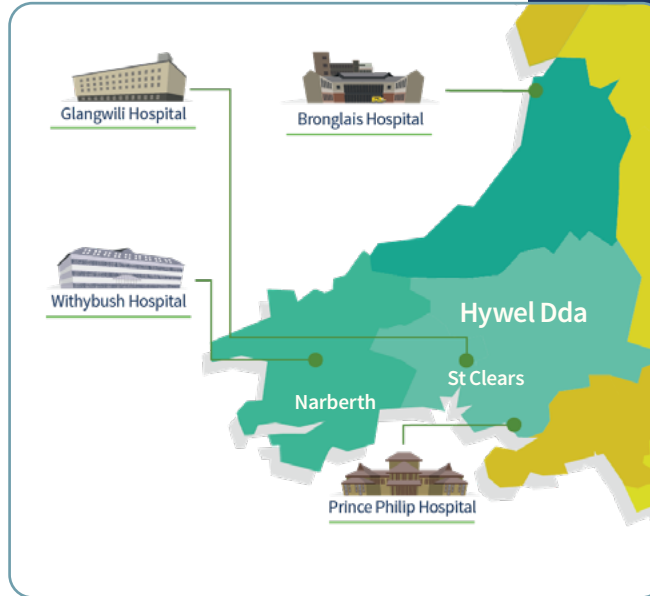 Glangwili Hospital
Bronglais Hospital
Withybush Hospital
Hywel Dda
St Clears
Narberth
Prince Philip Hospital